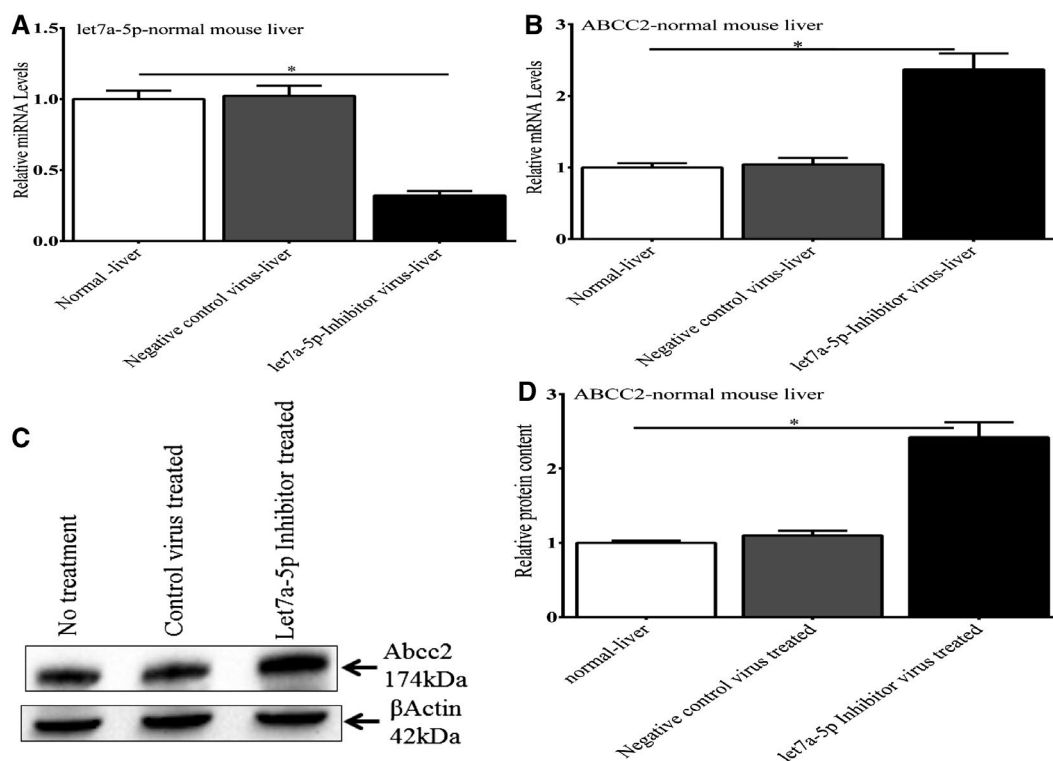 A
let7a-5p-normal mouse liver
*
Relative miRNA Levels
1.5
1.0
0.5
0.0
Normal -liver
Negative control virus-liver
let7a-5p-Inhibitor virus-liver
B
ABCC2-normal mouse liver
*
Relative mRNA Levels
3
2
1
0
Normal-liver
Negative control virus-liver
let7a-5p-Inhibitor virus-liver
C
No treatment
Control virus treated
Let7a-5p Inhibitor treated
Abcc2
174kDa
βActin
42kDa
D
ABCC2-normal mouse liver
*
Relative protein content
3
2
1
0
normal-liver
Negative control virus treated
let7a-5p Inhibitor virus treated